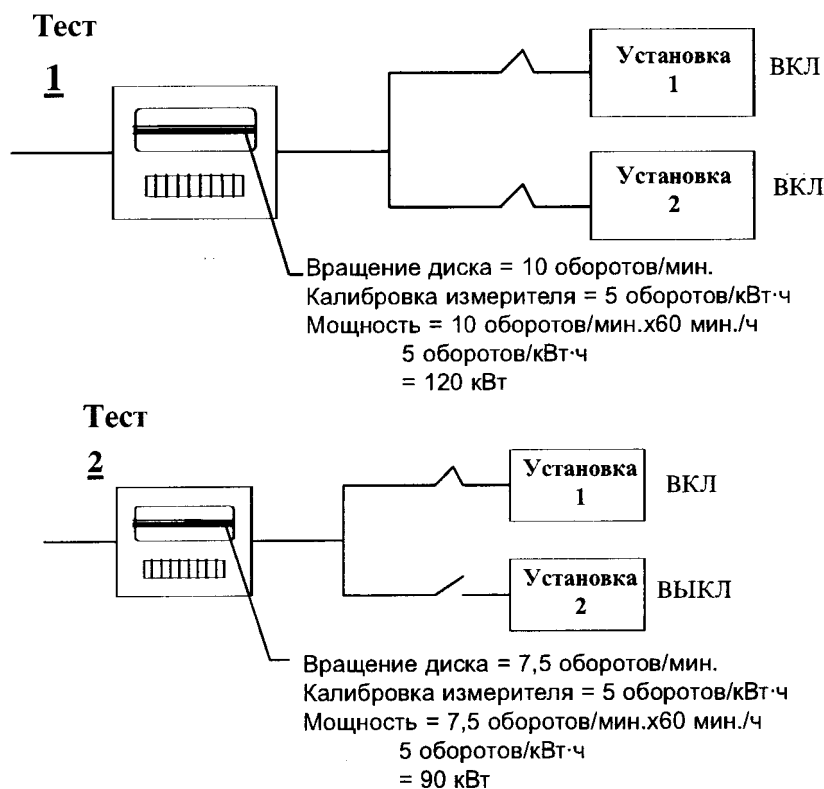 Тест
1
Установка
1
ВКЛ
Установка
2
ВКЛ
Вращение диска = 10 оборотов/мин.
Калибровка измерителя = 5 оборотов/кВт·ч
Мощность = 10 оборотов/мин.х60 мин./ч
5 оборотов/кВт·ч
= 120 кВт
Тест
2
Установка
1
ВКЛ
Установка
2
ВЫКЛ
Вращение диска = 7,5 оборотов/мин.
Калибровка измерителя = 5 оборотов/кВт·ч
Мощность = 7,5 оборотов/мин.х60 мин./ч
5 оборотов/кВт·ч
= 90 кВт